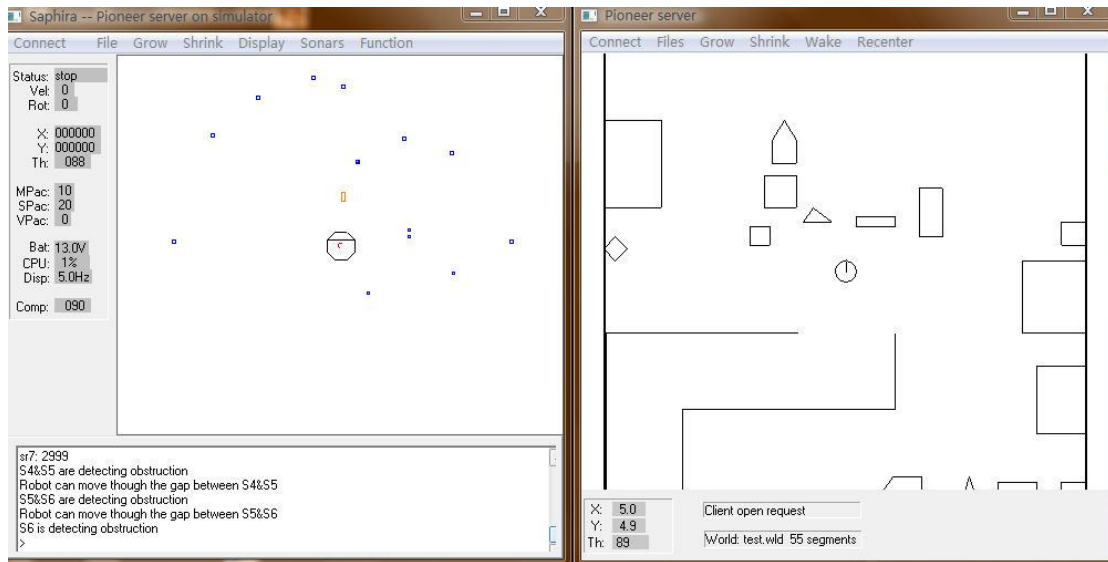 Saphira -- Pioneer server on simulator
Connect File Grow Shrink Display Sonars Function
Status: stop
Vel: 0
Rot: 0
X: 000000
Y: 000000
Th: 088
MPac: 10
SPac: 20
VPac: 0
Bat: 13.0V
CPU: 1%
Disp: 5.0Hz
Comp: 090
sr7: 2999
S4&S5 are detecting obstruction
Robot can move though the gap between S4&S5
S5&S6 are detecting obstruction
Robot can move though the gap between S5&S6
S6 is detecting obstruction
>
Pioneer server
Connect Files Grow Shrink Wake Recenter
X: 5.0
Y: 4.9
Th: 89
Client open request
World: test.wld 55 segments